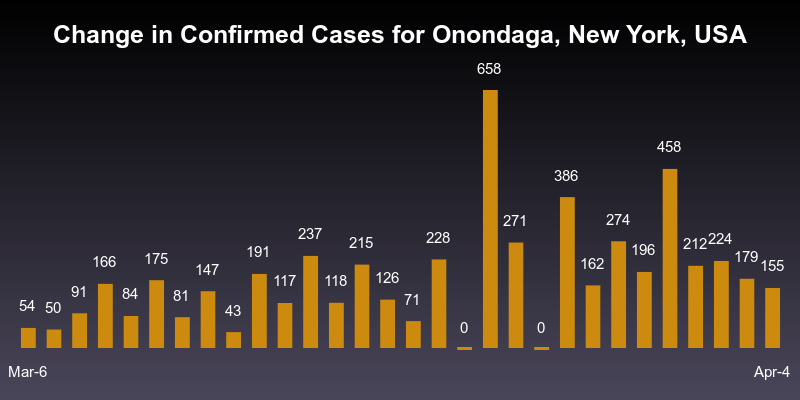 Change in Confirmed Cases for Onondaga, New York, USA
54 50 91 166 84 175 81 147 43 191 117 237 118 215 126 71 228 0 658 271 0 386 162 274 196 458 212 224 179 155
Mar-6 Apr-4